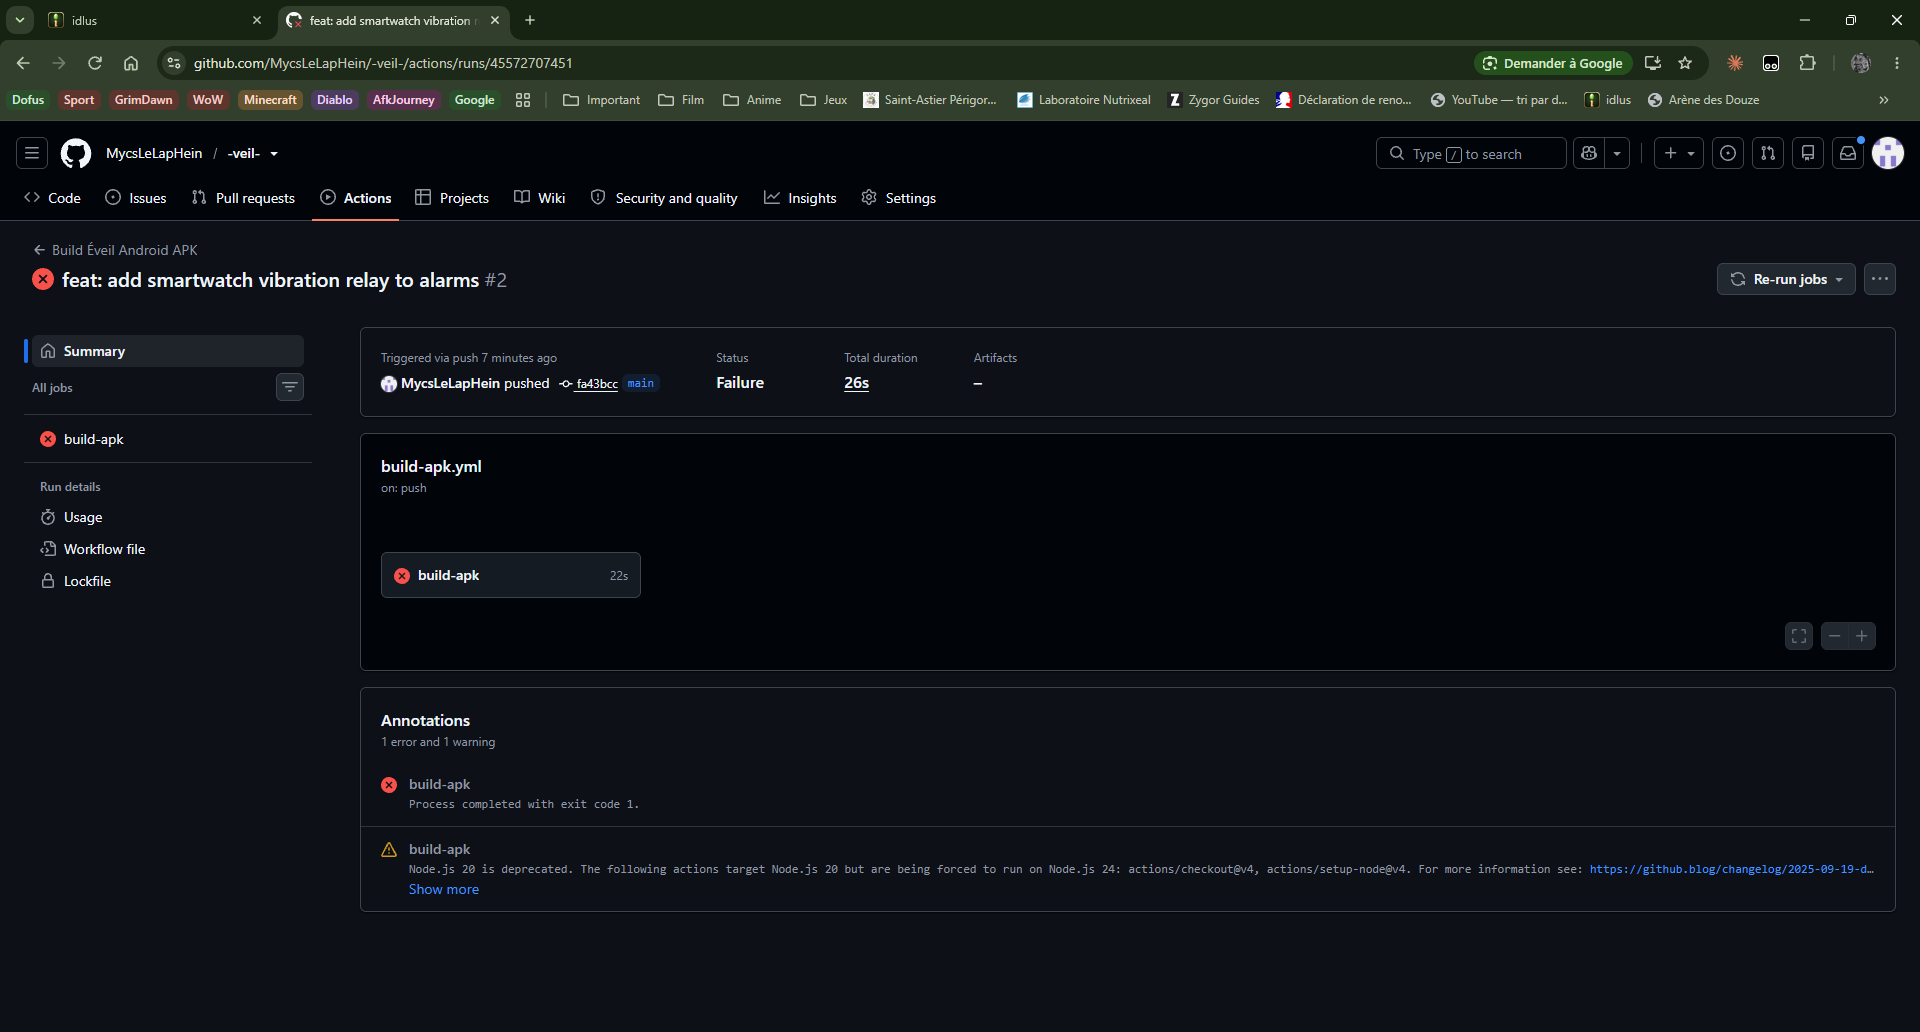 idlus
feat: add smartwatch vibration
github.com/MycsLeLapHein/-veil-/actions/runs/45572707451
Demander à Google
Dofus
Sport
GrimDawn
WoW
Minecraft
Diablo
AfkJourney
Google
Important
Film
Anime
Jeux
Saint-Astier Périgor...
Laboratoire Nutrixeal
Zygor Guides
Déclaration de reno...
YouTube — tri par d...
idlus
Arène des Douze
MycsLeLapHein / -veil-
Type / to search
Code
Issues
Pull requests
Actions
Projects
Wiki
Security and quality
Insights
Settings
Build Éveil Android APK
feat: add smartwatch vibration relay to alarms #2
Re-run jobs
Summary
All jobs
build-apk
Run details
Usage
Workflow file
Lockfile
Triggered via push 7 minutes ago
MycsLeLapHein pushed fa43bcc main
Status
Failure
Total duration
26s
Artifacts
–
build-apk.yml
on: push
build-apk 22s
Annotations
1 error and 1 warning
build-apk
Process completed with exit code 1.
build-apk
Node.js 20 is deprecated. The following actions target Node.js 20 but are being forced to run on Node.js 24: actions/checkout@v4, actions/setup-node@v4. For more information see: https://github.blog/changelog/2025-09-19-d…
Show more